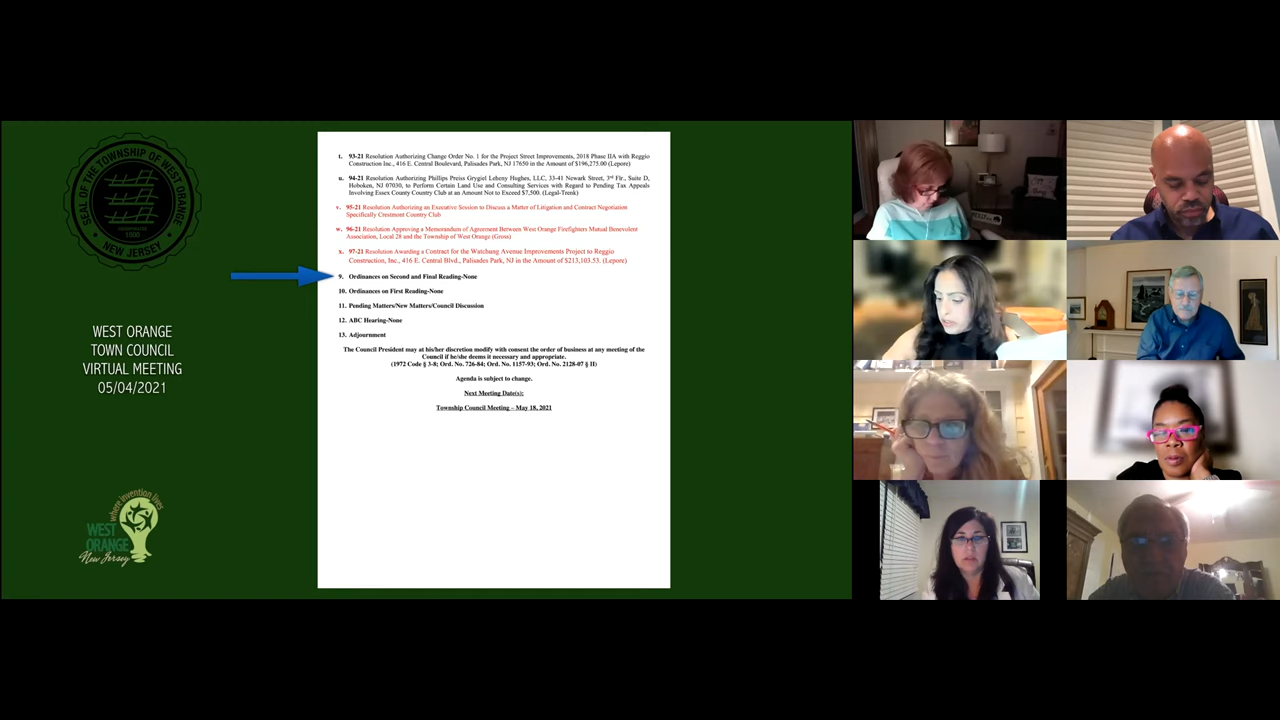 SEAL OF THE TOWNSHIP OF WEST ORANGE
NEW JERSEY
WEST ORANGE
TOWN COUNCIL
VIRTUAL MEETING
05/04/2021
where invention lives
WEST
ORANGE
New Jersey
t. 93-21 Resolution Authorizing Change Order No. 1 for the Project Street Improvements, 2018 Phase IIA with Reggio
Construction Inc., 416 E. Central Boulevard, Palisades Park, NJ 17650 in the Amount of $196,275.00 (Lepore)
u. 94-21 Resolution Authorizing Phillips Preiss Grygiel Leheny Hughes, LLC, 33-41 Newark Street, 3rd Flr., Suite D,
Hoboken, NJ 07030, to Perform Certain Land Use and Consulting Services with Regard to Pending Tax Appeals
Involving Essex County Country Club at an Amount Not to Exceed $7,500. (Legal-Trenk)
v. 95-21 Resolution Authorizing an Executive Session to Discuss a Matter of Litigation and Contract Negotiation
Specifically Crestmont Country Club
w. 96-21 Resolution Approving a Memorandum of Agreement Between West Orange Firefighters Mutual Benevolent
Association, Local 28 and the Township of West Orange (Gross)
x. 97-21 Resolution Awarding a Contract for the Watchung Avenue Improvements Project to Reggio
Construction, Inc., 416 E. Central Blvd., Palisades Park, NJ in the Amount of $213,103.53. (Lepore)
9. Ordinances on Second and Final Reading-None
10. Ordinances on First Reading-None
11. Pending Matters/New Matters/Council Discussion
12. ABC Hearing-None
13. Adjournment
The Council President may at his/her discretion modify with consent the order of business at any meeting of the
Council if he/she deems it necessary and appropriate.
(1972 Code § 3-8; Ord. No. 726-84; Ord. No. 1157-93; Ord. No. 2128-07 § II)
Agenda is subject to change.
Next Meeting Date(s):
Township Council Meeting – May 18, 2021